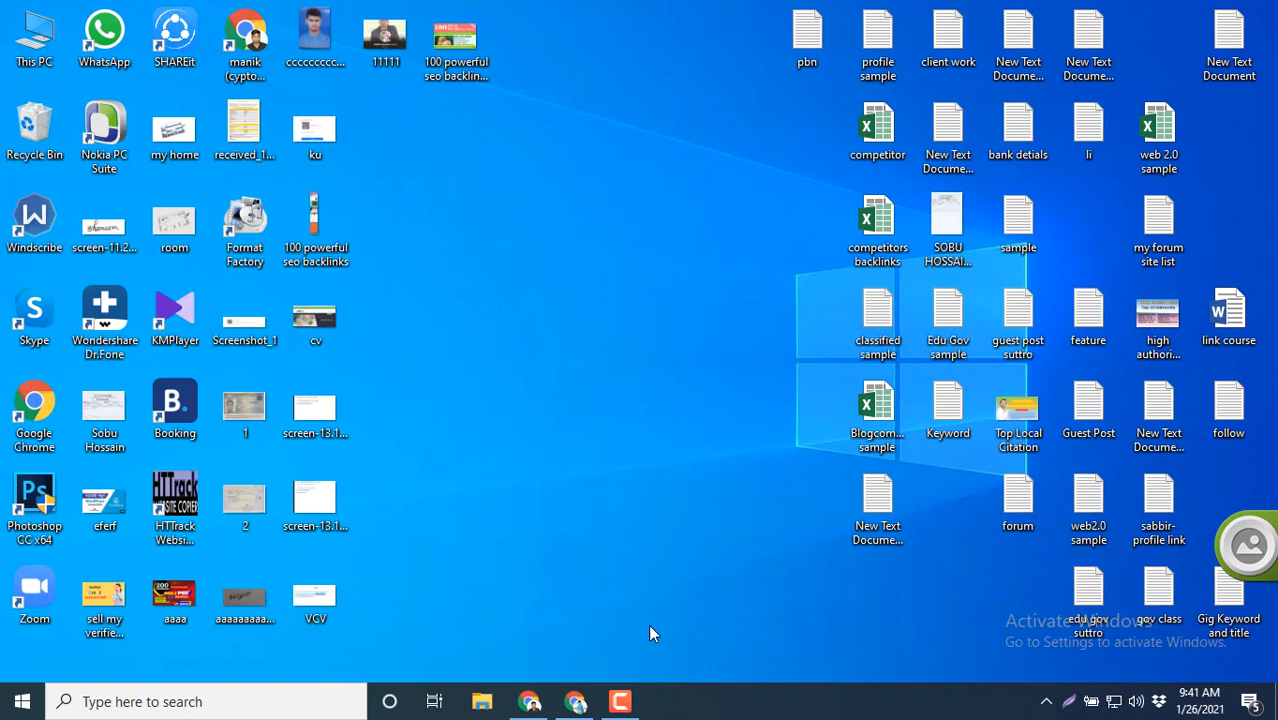 This PC
WhatsApp
SHAREit
manik
(cypto...
cccccccccc...
11111
100 powerful
seo backlin...
pbn
profile
sample
client work
New Text
Docume...
New Text
Docume...
New Text
Document
Recycle Bin
Nokia PC
Suite
my home
received_1...
ku
competitor
New Text
Docume...
bank detials
li
web 2.0
sample
Windscribe
screen-11.2...
room
Format
Factory
100 powerful
seo backlinks
competitors
backlinks
SOBU
HOSSAI...
sample
my forum
site list
Skype
Wondershare
Dr.Fone
KMPlayer
Screenshot_1
cv
classified
sample
Edu Gov
sample
guest post
suttro
feature
high
authori...
link course
Google
Chrome
Sobu
Hossain
B.
Booking
1
screen-13.1...
Blogcom...
sample
Keyword
Top Local
Citation
Guest Post
New Text
Docume...
follow
Ps
Photoshop
CC x64
eferf
HTTrack
WEBSITE COPIER
HTTrack
Websi...
2
screen-13.1...
New Text
Docume...
forum
web2.0
sample
sabbir-
profile link
Zoom
sell my
verifie...
aaaa
aaaaaaaaa...
VCV
edu gov
suttro
gov class
Gig Keyword
and title
Activate Windows
Go to Settings to activate Windows.
Type here to search
9:41 AM
1/26/2021
5